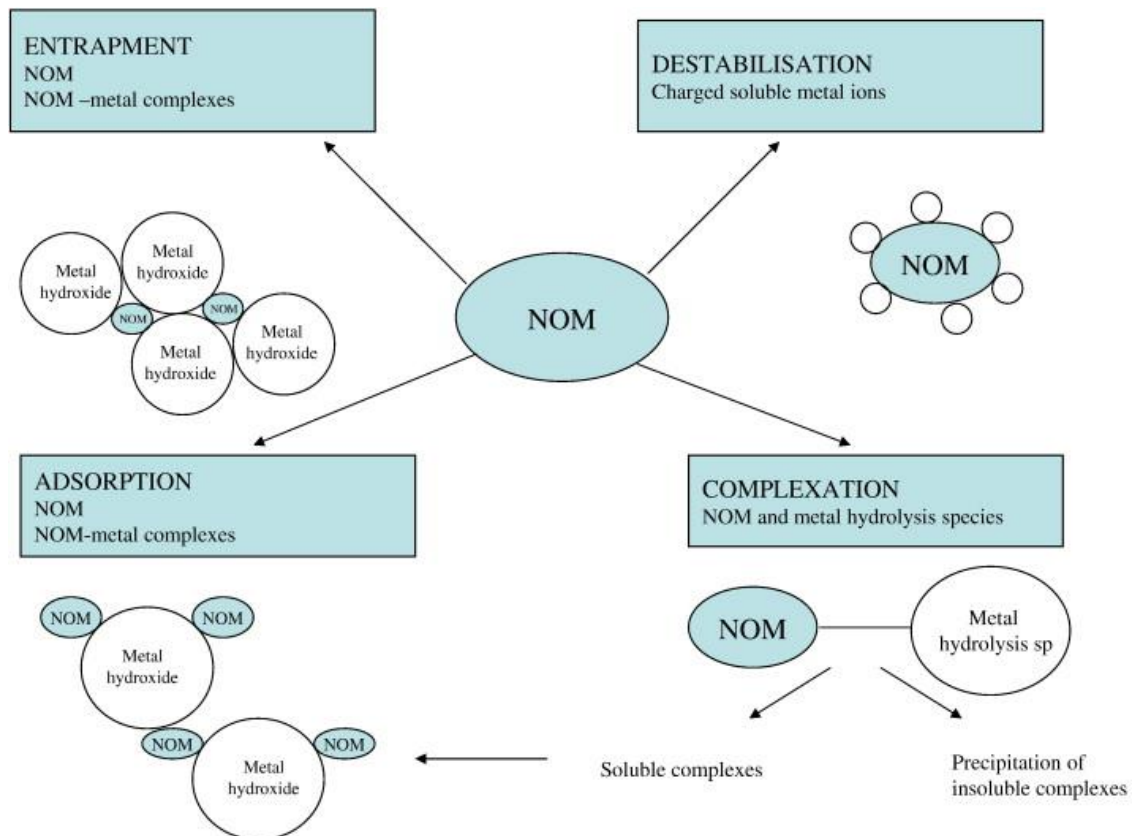 ENTRAPMENT
NOM
NOM –metal complexes
DESTABILISATION
Charged soluble metal ions
Metal
hydroxide
Metal
hydroxide
NOM
NOM
Metal
hydroxide
Metal
hydroxide
NOM
NOM
ADSORPTION
NOM
NOM-metal complexes
COMPLEXATION
NOM and metal hydrolysis species
NOM
NOM
Metal
hydroxide
NOM
NOM
Metal
hydroxide
NOM
Metal
hydrolysis sp
Soluble complexes
Precipitation of
insoluble complexes